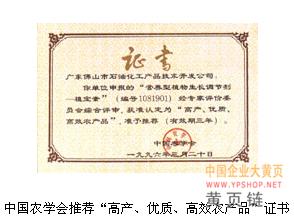 证书
广东佛山市石油化工产品技术开发公司:
你单位申报的“营养型植物生长调节剂
—植宝素”（编号1081901）经专家评价委
员会综合评审，获准认定为“高产、优质、
高效农产品”，准予推荐（有效期三年）。
中国农学会
一九九六年三月二十日
中国企业大黄页
www.YPSHOP.NET
黄页链
中国农学会推荐“高产、优质、高效农产品”证书